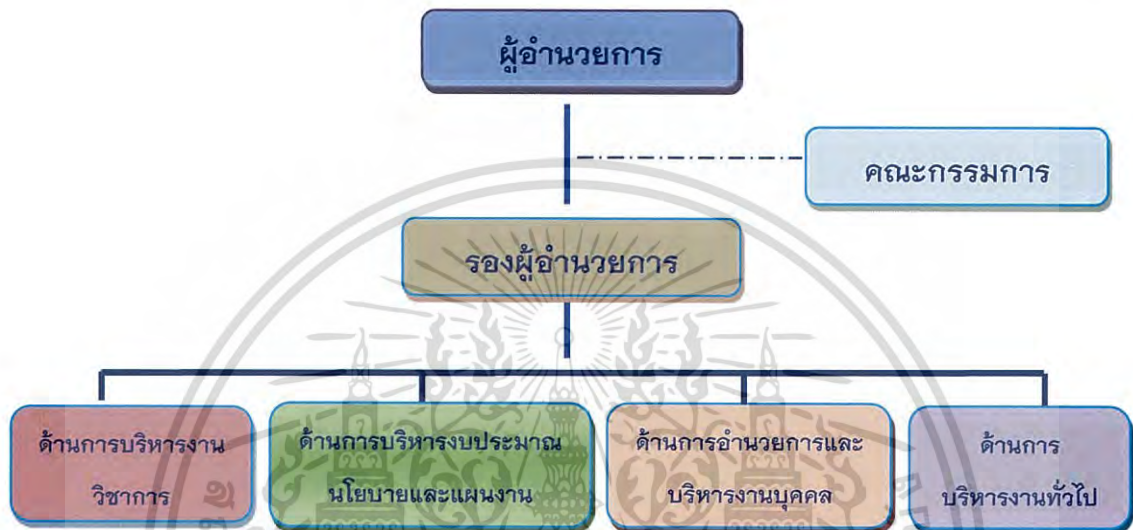 ผู้อำนวยการ
คณะกรรมการ
รองผู้อำนวยการ
ด้านการบริหารงาน
วิชาการ
ด้านการบริหารงบประมาณ
นโยบายและแผนงาน
ด้านการอำนวยการและ
บริหารงานบุคคล
ด้านการ
บริหารงานทั่วไป